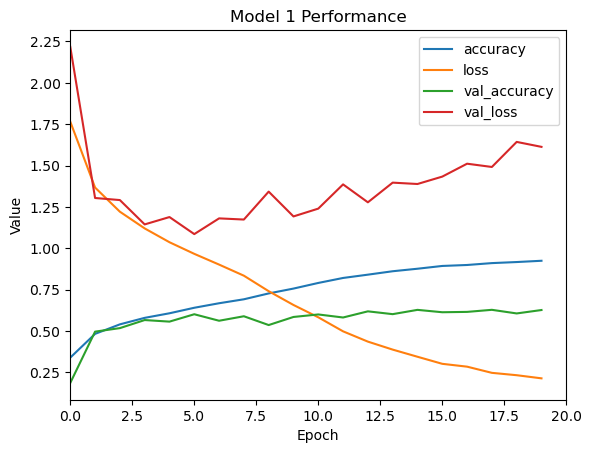 Model 1 Performance
accuracy
loss
val_accuracy
val_loss
Value
2.25
2.00
1.75
1.50
1.25
1.00
0.75
0.50
0.25
0.0 2.5 5.0 7.5 10.0 12.5 15.0 17.5 20.0
Epoch